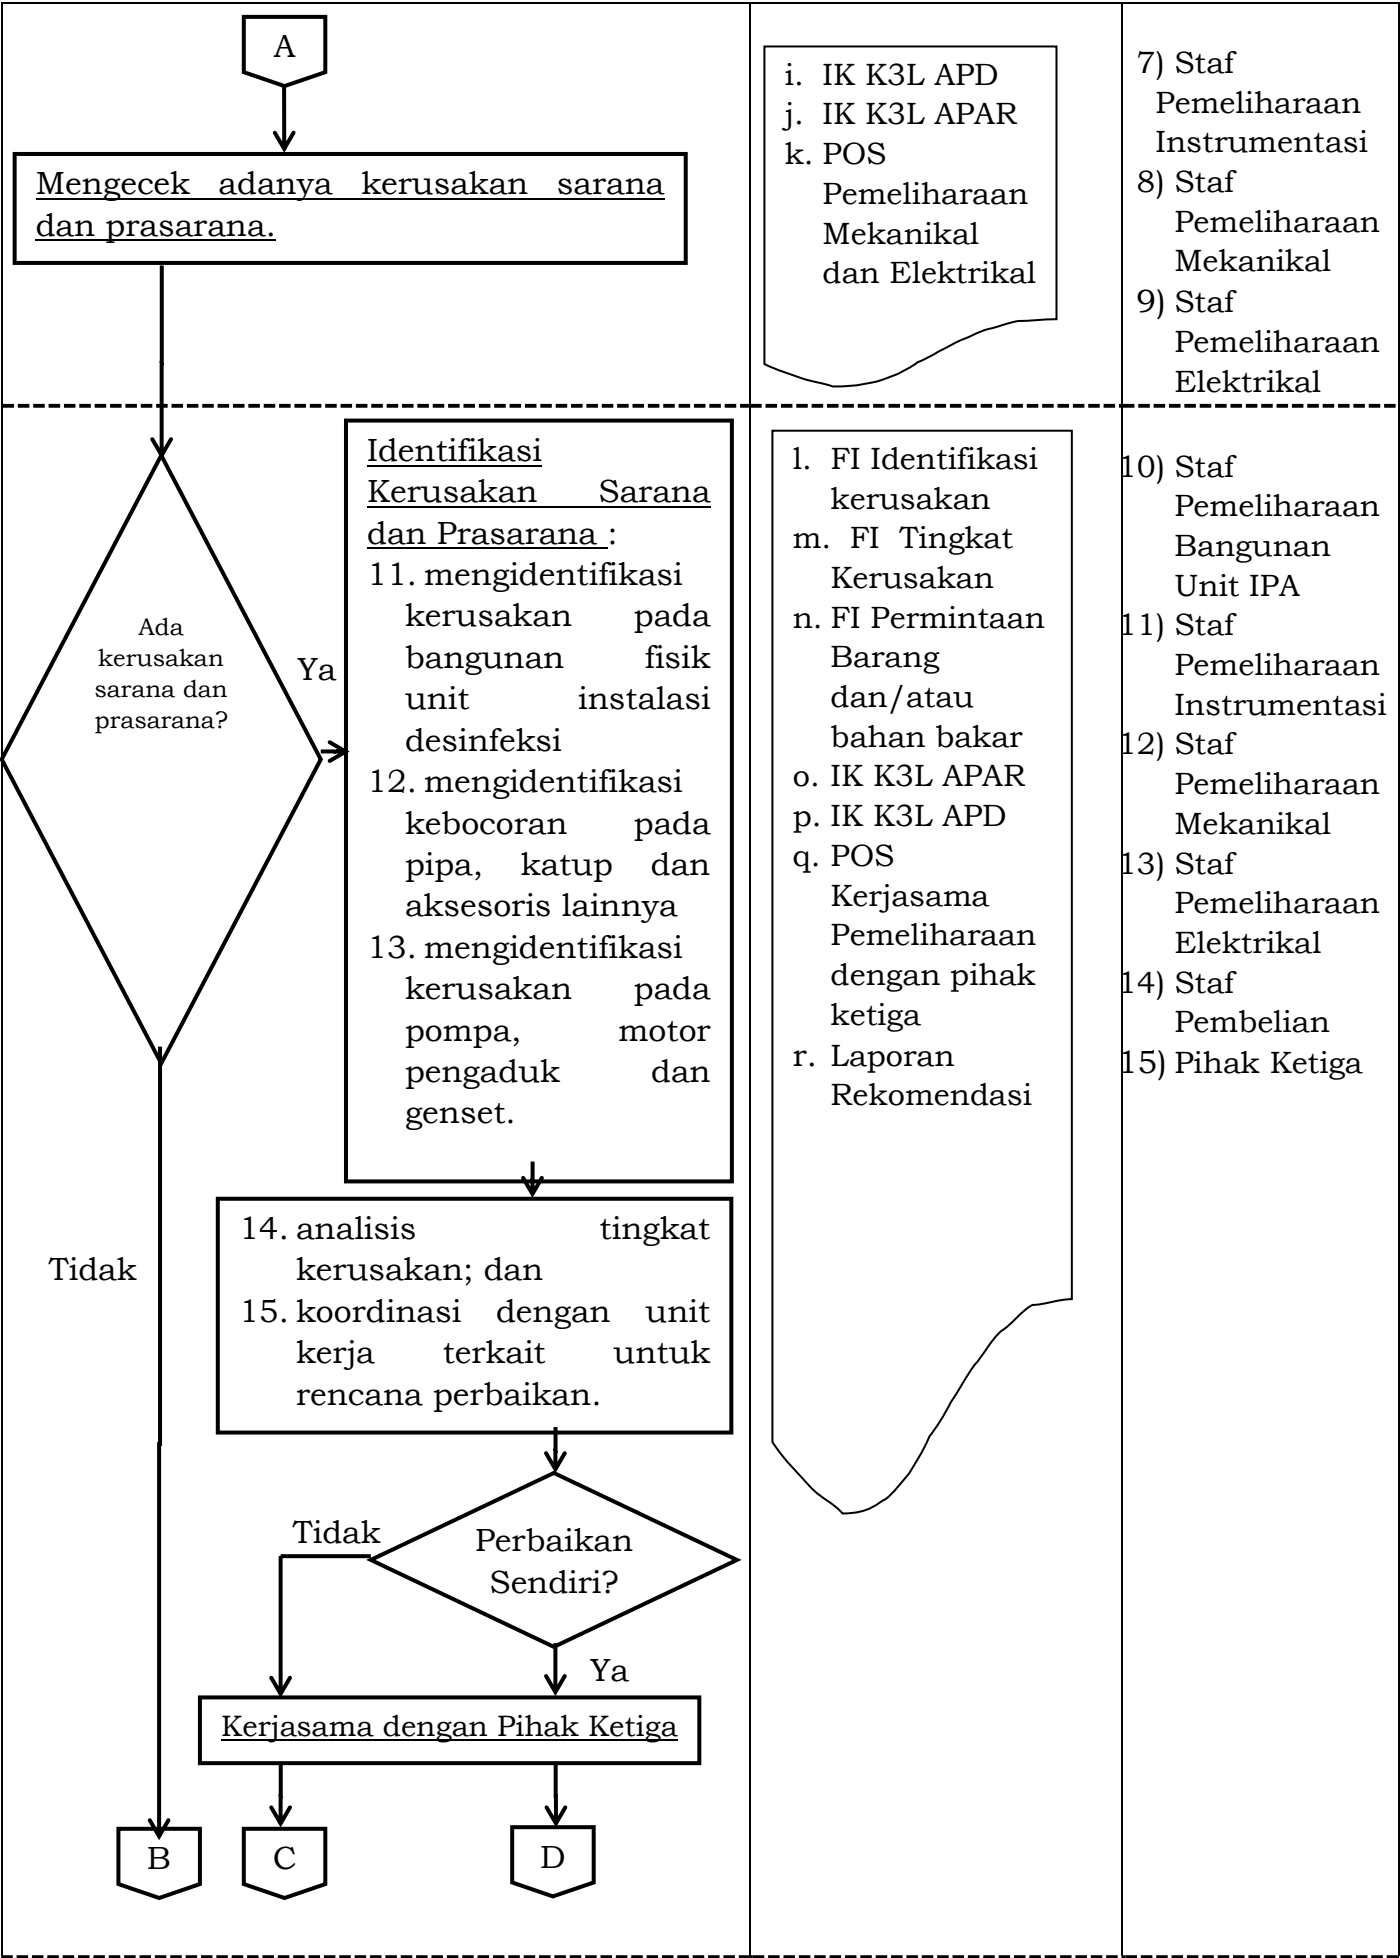 A
Mengecek adanya kerusakan sarana
dan prasarana.
i. IK K3L APD
j. IK K3L APAR
k. POS
Pemeliharaan
Mekanikal
dan Elektrikal
7) Staf
Pemeliharaan
Instrumentasi
8) Staf
Pemeliharaan
Mekanikal
9) Staf
Pemeliharaan
Elektrikal
Ada
kerusakan
sarana dan
prasarana?
Ya
Identifikasi
Kerusakan Sarana
dan Prasarana :
11. mengidentifikasi
kerusakan pada
bangunan fisik
unit instalasi
desinfeksi
12. mengidentifikasi
kebocoran pada
pipa, katup dan
aksesoris lainnya
13. mengidentifikasi
kerusakan pada
pompa, motor
pengaduk dan
genset.
Tidak
14. analisis tingkat
kerusakan; dan
15. koordinasi dengan unit
kerja terkait untuk
rencana perbaikan.
Tidak
Perbaikan
Sendiri?
Ya
Kerjasama dengan Pihak Ketiga
B
C
D
l. FI Identifikasi
kerusakan
m. FI Tingkat
Kerusakan
n. FI Permintaan
Barang
dan/atau
bahan bakar
o. IK K3L APAR
p. IK K3L APD
q. POS
Kerjasama
Pemeliharaan
dengan pihak
ketiga
r. Laporan
Rekomendasi
10) Staf
Pemeliharaan
Bangunan
Unit IPA
11) Staf
Pemeliharaan
Instrumentasi
12) Staf
Pemeliharaan
Mekanikal
13) Staf
Pemeliharaan
Elektrikal
14) Staf
Pembelian
15) Pihak Ketiga